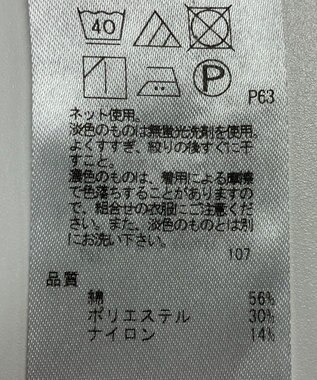 40
P
P63
ネット使用。
淡色のものは無蛍光洗剤を使用。
よくすすぎ、絞りの後すぐに干
すこと。
濃色のものは、着用による摩擦
で色落ちすることがありますの
で、組合せの衣服にご注意くだ
さい。また、淡色のものとは別
にお洗い下さい。
107
品質
綿 56%
ポリエステル 30%
ナイロン 14%